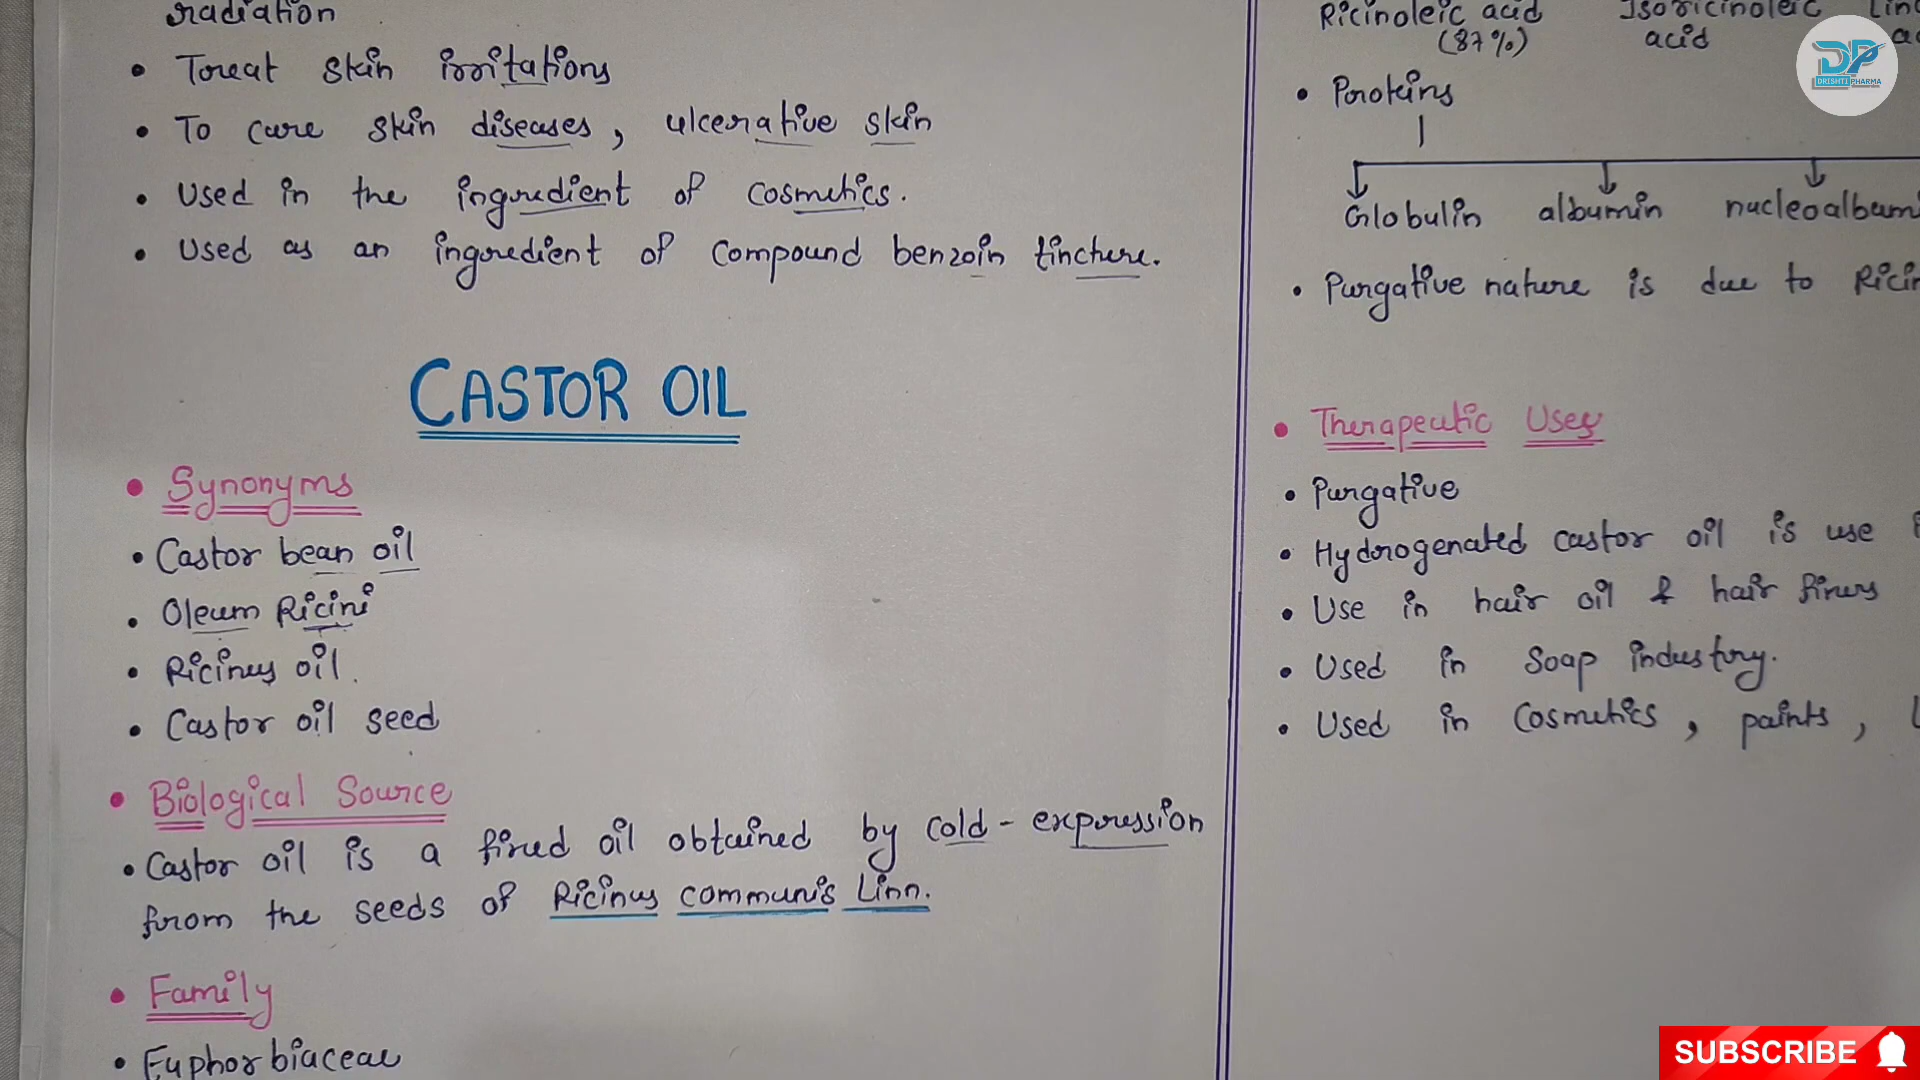 radiation
• Treat skin irritations
• To cure skin diseases, ulcerative skin
• Used in the ingredient of cosmetics.
• Used as an ingredient of compound benzoin tincture.
CASTOR OIL
• Synonyms
• Castor bean oil
• Oleum Ricini
• Ricinus oil.
• Castor oil seed
• Biological Source
• Castor oil is a fixed oil obtained by cold-expression
from the seeds of Ricinus communis Linn.
• Family
• Euphorbiaceae
Ricinoleic acid Isoricinoleic
(87%) acid
• Proteins
Globulin albumin
• Purgative nature is due to
• Therapeutic Uses
• Purgative
• Hydrogenated castor oil is use
• Use in hair oil & hair fixers
• Used in soap industry.
• Used in cosmetics, paints,
DP
DRISHTI PHARMA
SUBSCRIBE